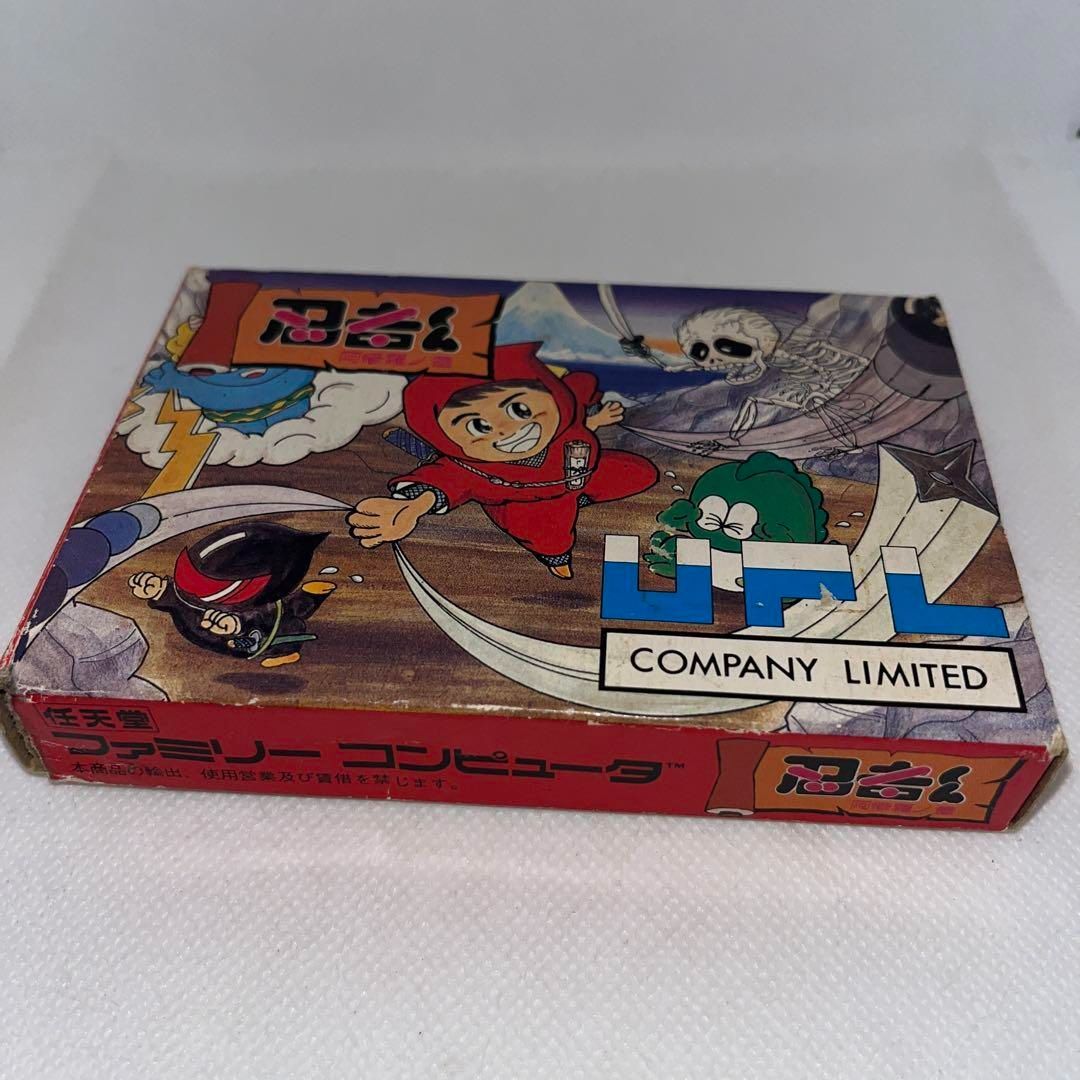 忍者くん
阿修羅ノ章
UPL
COMPANY LIMITED
任天堂
ファミリー コンピュータ™
本商品の輸出、使用営業及び賃借を禁じます。
忍者くん
阿修羅ノ章